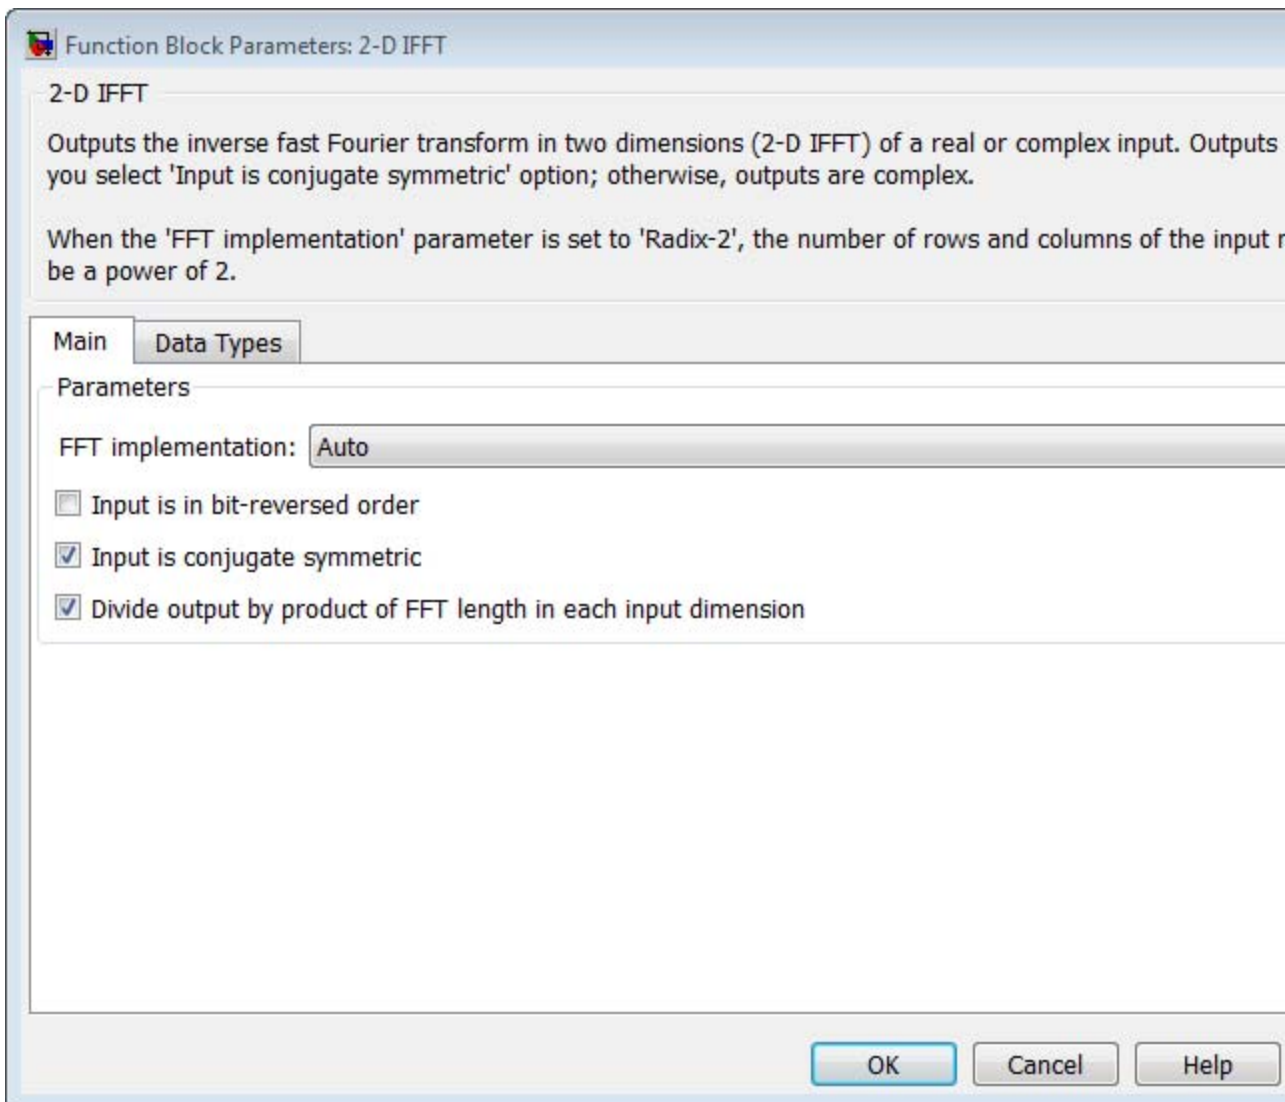 Function Block Parameters: 2-D IFFT
2-D IFFT
Outputs the inverse fast Fourier transform in two dimensions (2-D IFFT) of a real or complex input. Outputs
you select 'Input is conjugate symmetric' option; otherwise, outputs are complex.
When the 'FFT implementation' parameter is set to 'Radix-2', the number of rows and columns of the input
be a power of 2.
Main Data Types
Parameters
FFT implementation: Auto
Input is in bit-reversed order
Input is conjugate symmetric
Divide output by product of FFT length in each input dimension
OK Cancel Help